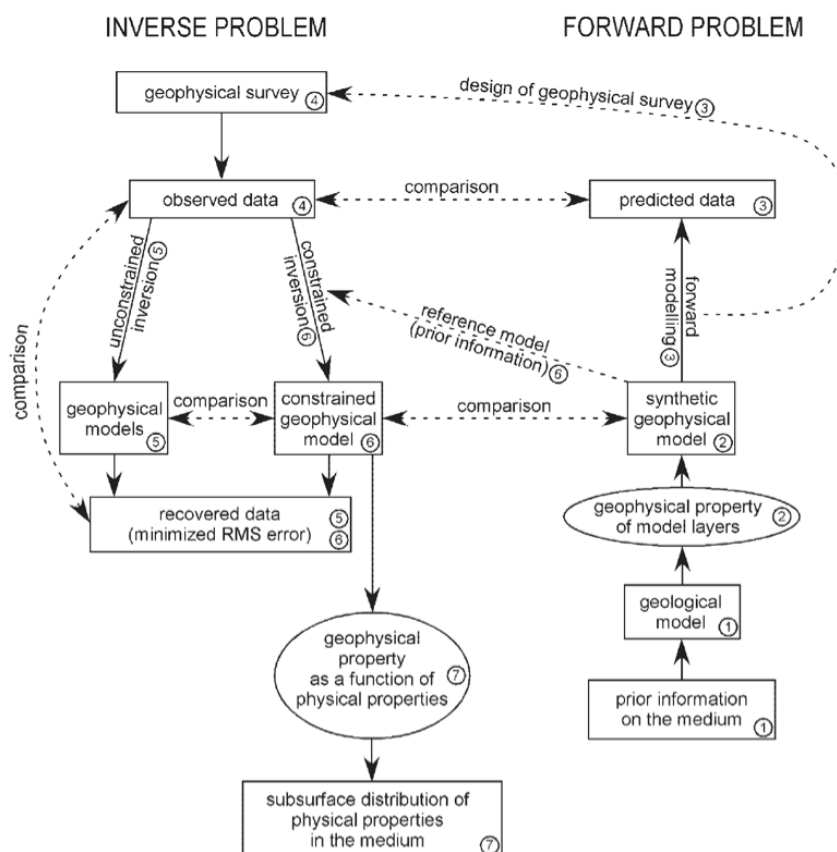 INVERSE PROBLEM
FORWARD PROBLEM
geophysical survey ④
design of geophysical survey ③
observed data ④
comparison
predicted data ③
unconstrained
inversion ⑤
constrained
inversion ⑥
reference model
(prior information) ⑥
forward
modelling ③
comparison
geophysical
models ⑤
comparison
constrained
geophysical
model ⑥
comparison
synthetic
geophysical
model ②
recovered data ⑤
(minimized RMS error) ⑥
geophysical property
of model layers ②
geological
model ①
prior information
on the medium ①
geophysical
property
as a function of
physical properties ⑦
subsurface distribution of
physical properties
in the medium ⑦